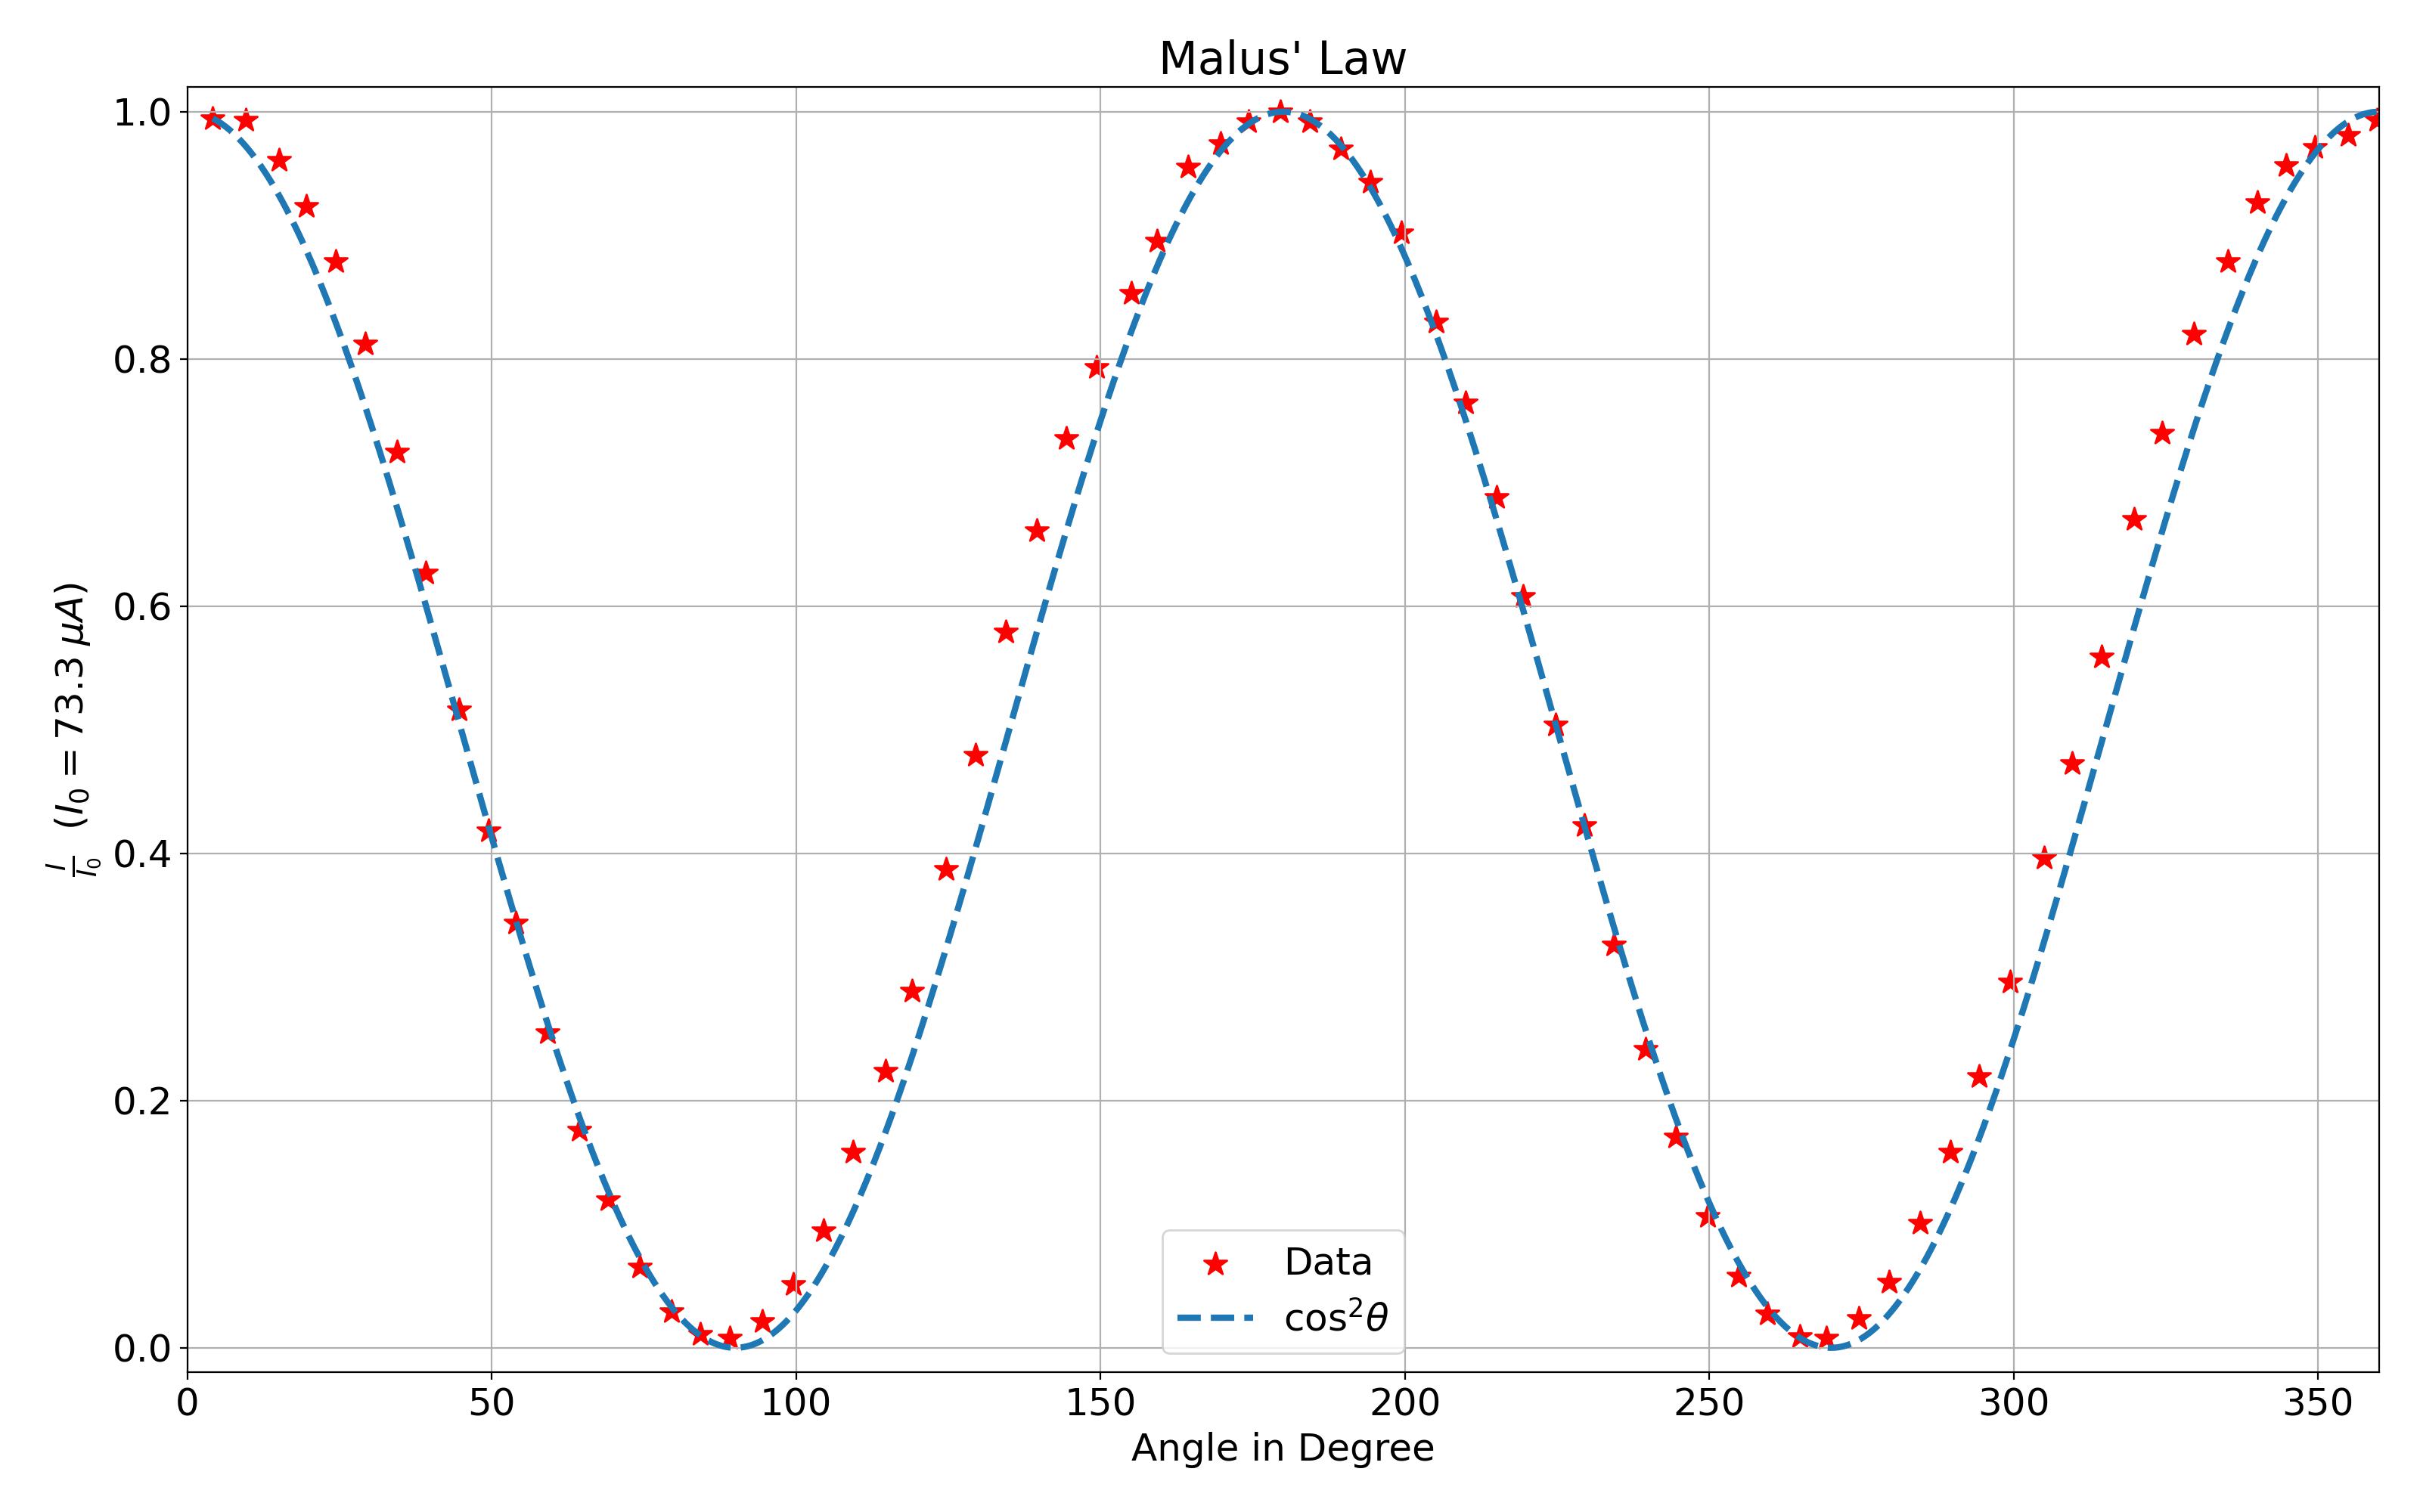 Malus' Law
I/I₀ (I₀ = 73.3 μA)
1.0
0.8
0.6
0.4
0.2
0.0
Data
cos²θ
0 50 100 150 200 250 300 350
Angle in Degree